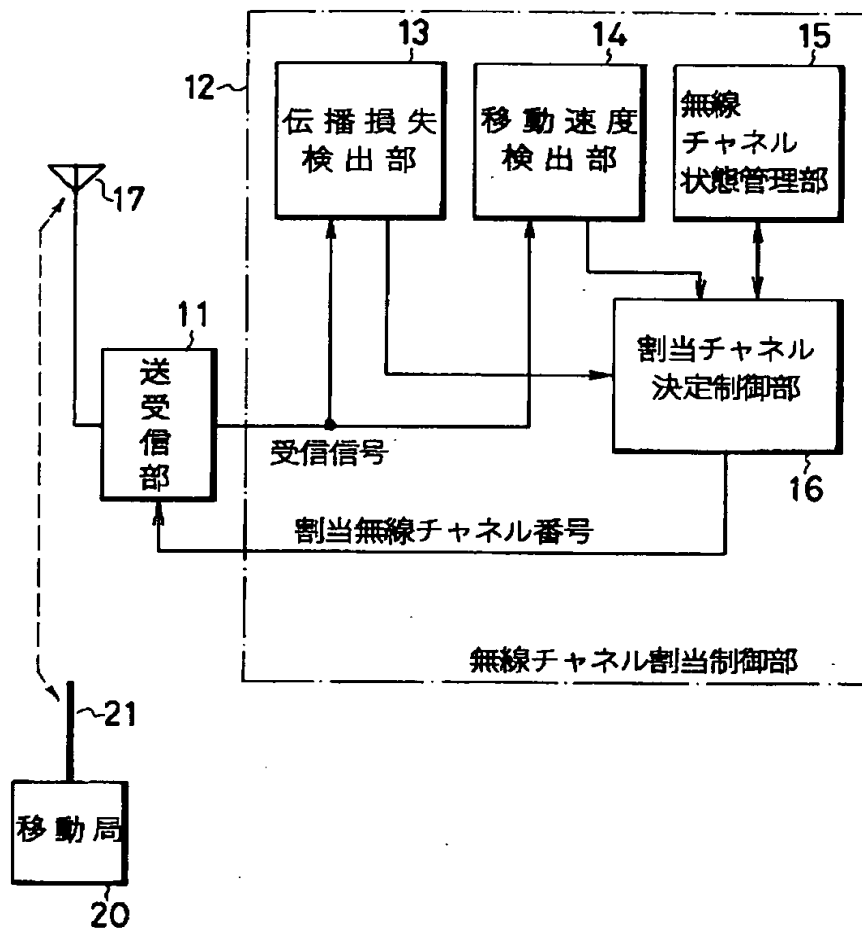 13
14
15
12
伝播損失
検出部
移動速度
検出部
無線
チャネル
状態管理部
17
11
送
受
信
部
割当チャネル
決定制御部
受信信号
16
割当無線チャネル番号
無線チャネル割当制御部
21
移動局
20